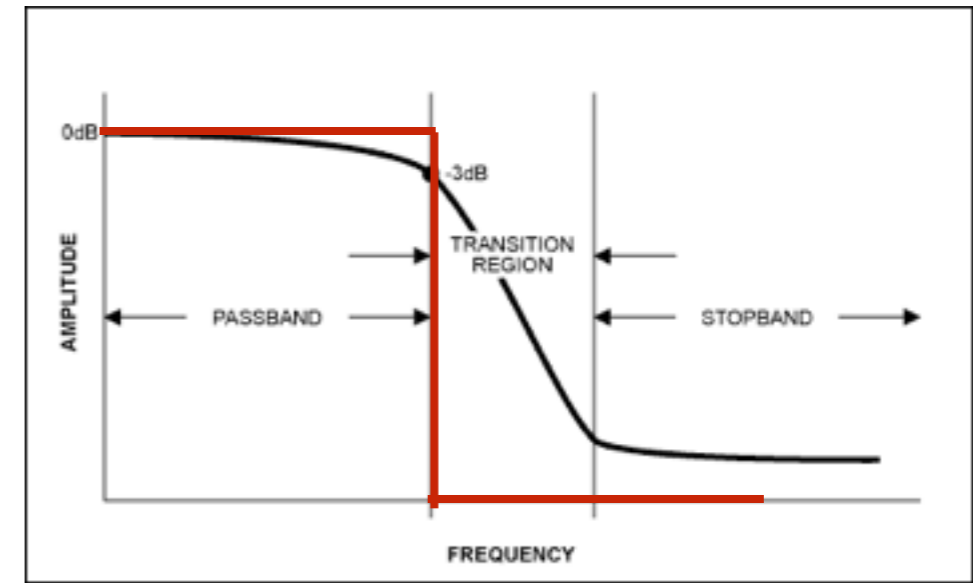 0dB
-3dB
TRANSITION
REGION
PASSBAND
STOPBAND
AMPLITUDE
FREQUENCY